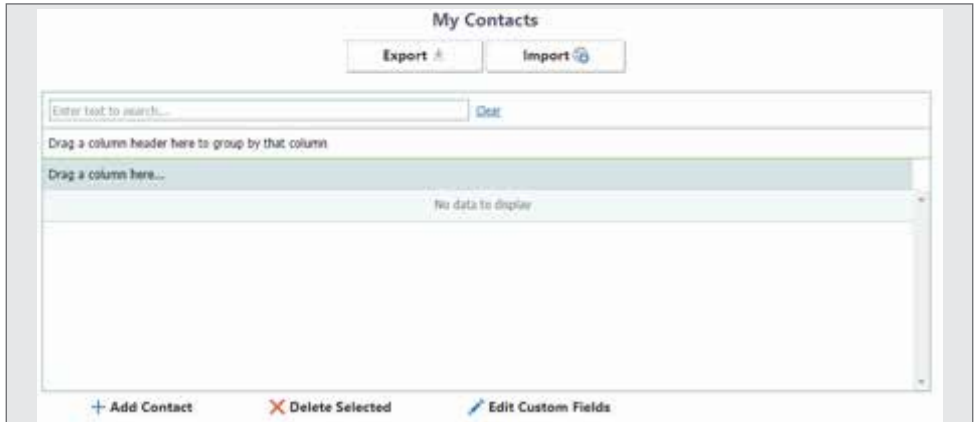 My Contacts
Export Import
Enter text to search... Clear
Drag a column header here to group by that column
Drag a column here...
No data to display
Add Contact Delete Selected Edit Custom Fields